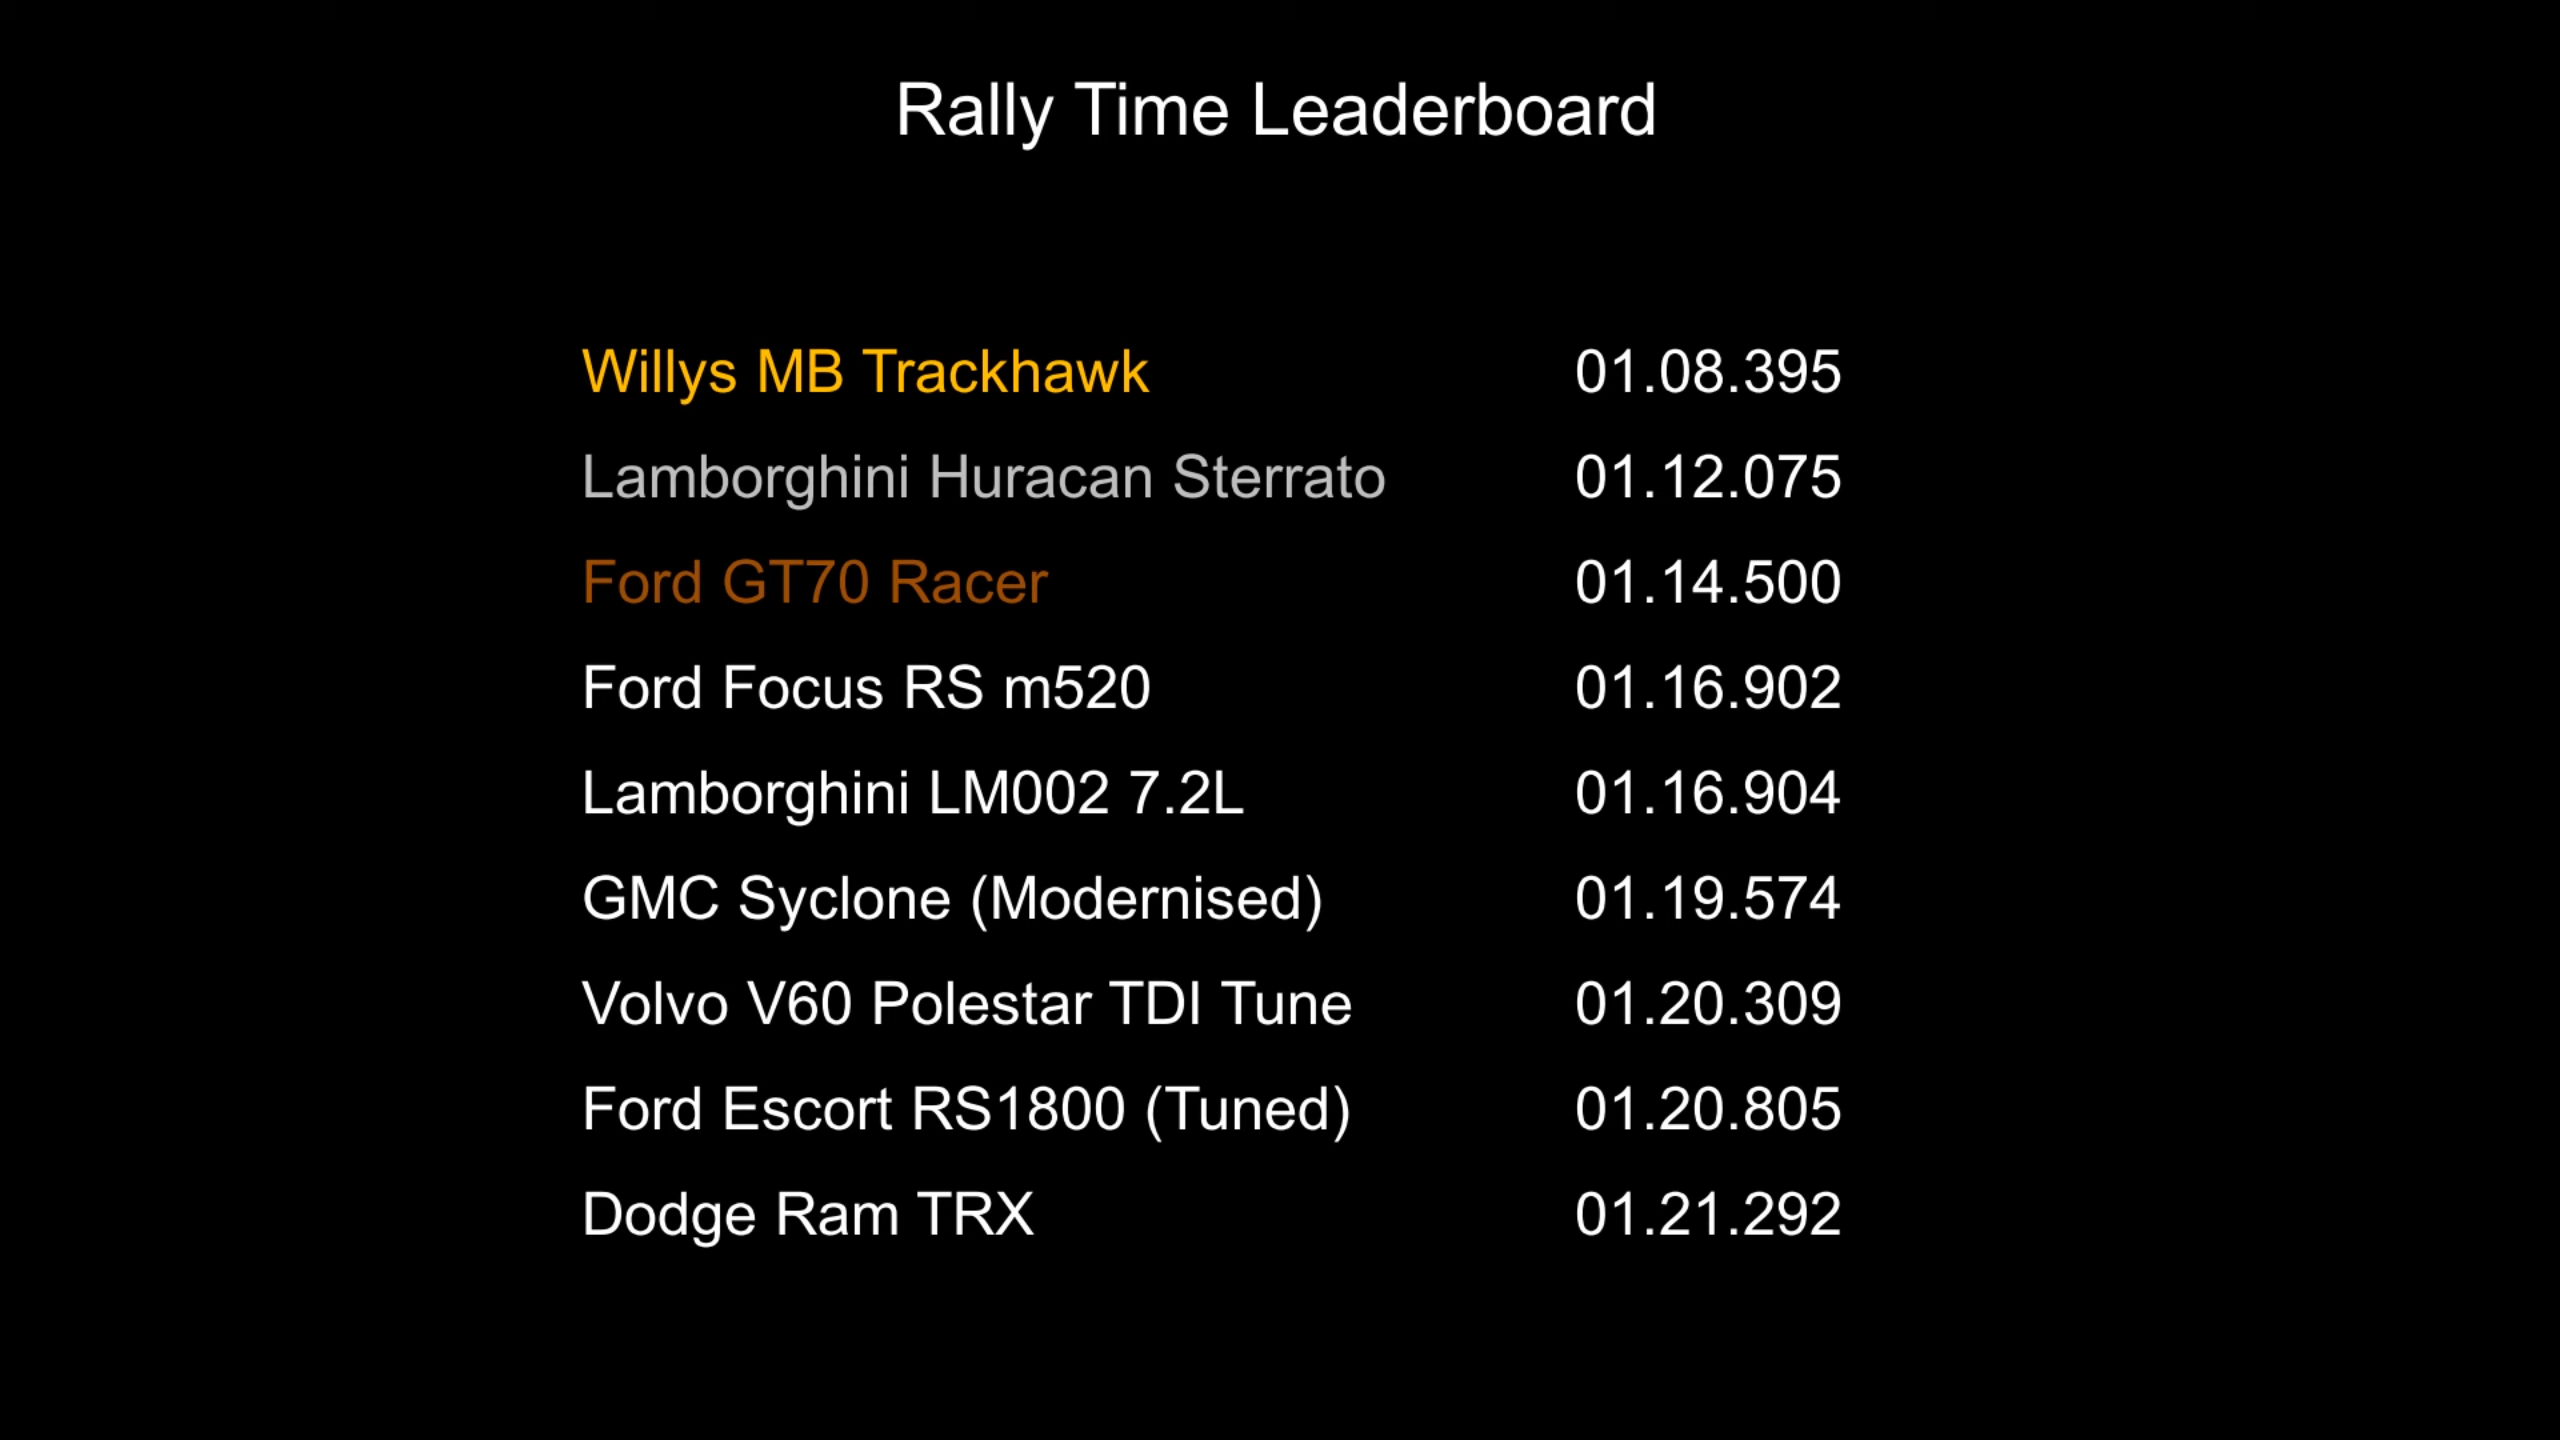 Rally Time Leaderboard
Willys MB Trackhawk 01.08.395
Lamborghini Huracan Sterrato 01.12.075
Ford GT70 Racer 01.14.500
Ford Focus RS m520 01.16.902
Lamborghini LM002 7.2L 01.16.904
GMC Syclone (Modernised) 01.19.574
Volvo V60 Polestar TDI Tune 01.20.309
Ford Escort RS1800 (Tuned) 01.20.805
Dodge Ram TRX 01.21.292